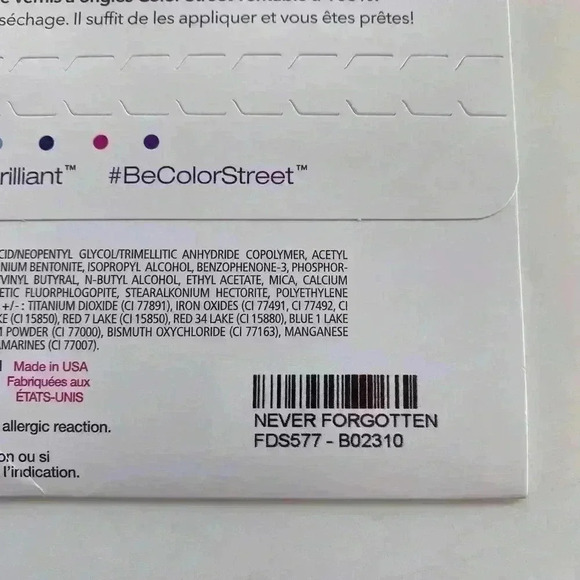 séchage. Il suffit de les appliquer et vous êtes prêtes!
rilliant™ #BeColorStreet™
CID/NEOPENTYL GLYCOL/TRIMELLITIC ANHYDRIDE COPOLYMER, ACETYL
NIUM BENTONITE, ISOPROPYL ALCOHOL, BENZOPHENONE-3, PHOSPHOR-
VINYL BUTYRAL, N-BUTYL ALCOHOL, ETHYL ACETATE, MICA, CALCIUM
ETIC FLUORPHLOGOPITE, STEARALKONIUM HECTORITE, POLYETHYLENE
+/- : TITANIUM DIOXIDE (CI 77891), IRON OXIDES (CI 77491, CI 77492, CI
KE (CI 15850), RED 7 LAKE (CI 15850), RED 34 LAKE (CI 15880), BLUE 1 LAKE
M POWDER (CI 77000), BISMUTH OXYCHLORIDE (CI 77163), MANGANESE
AMARINES (CI 77007).
Made in USA
Fabriquées aux
ÉTATS-UNIS
allergic reaction.
on ou si
l'indication.
NEVER FORGOTTEN
FDS577 - B02310